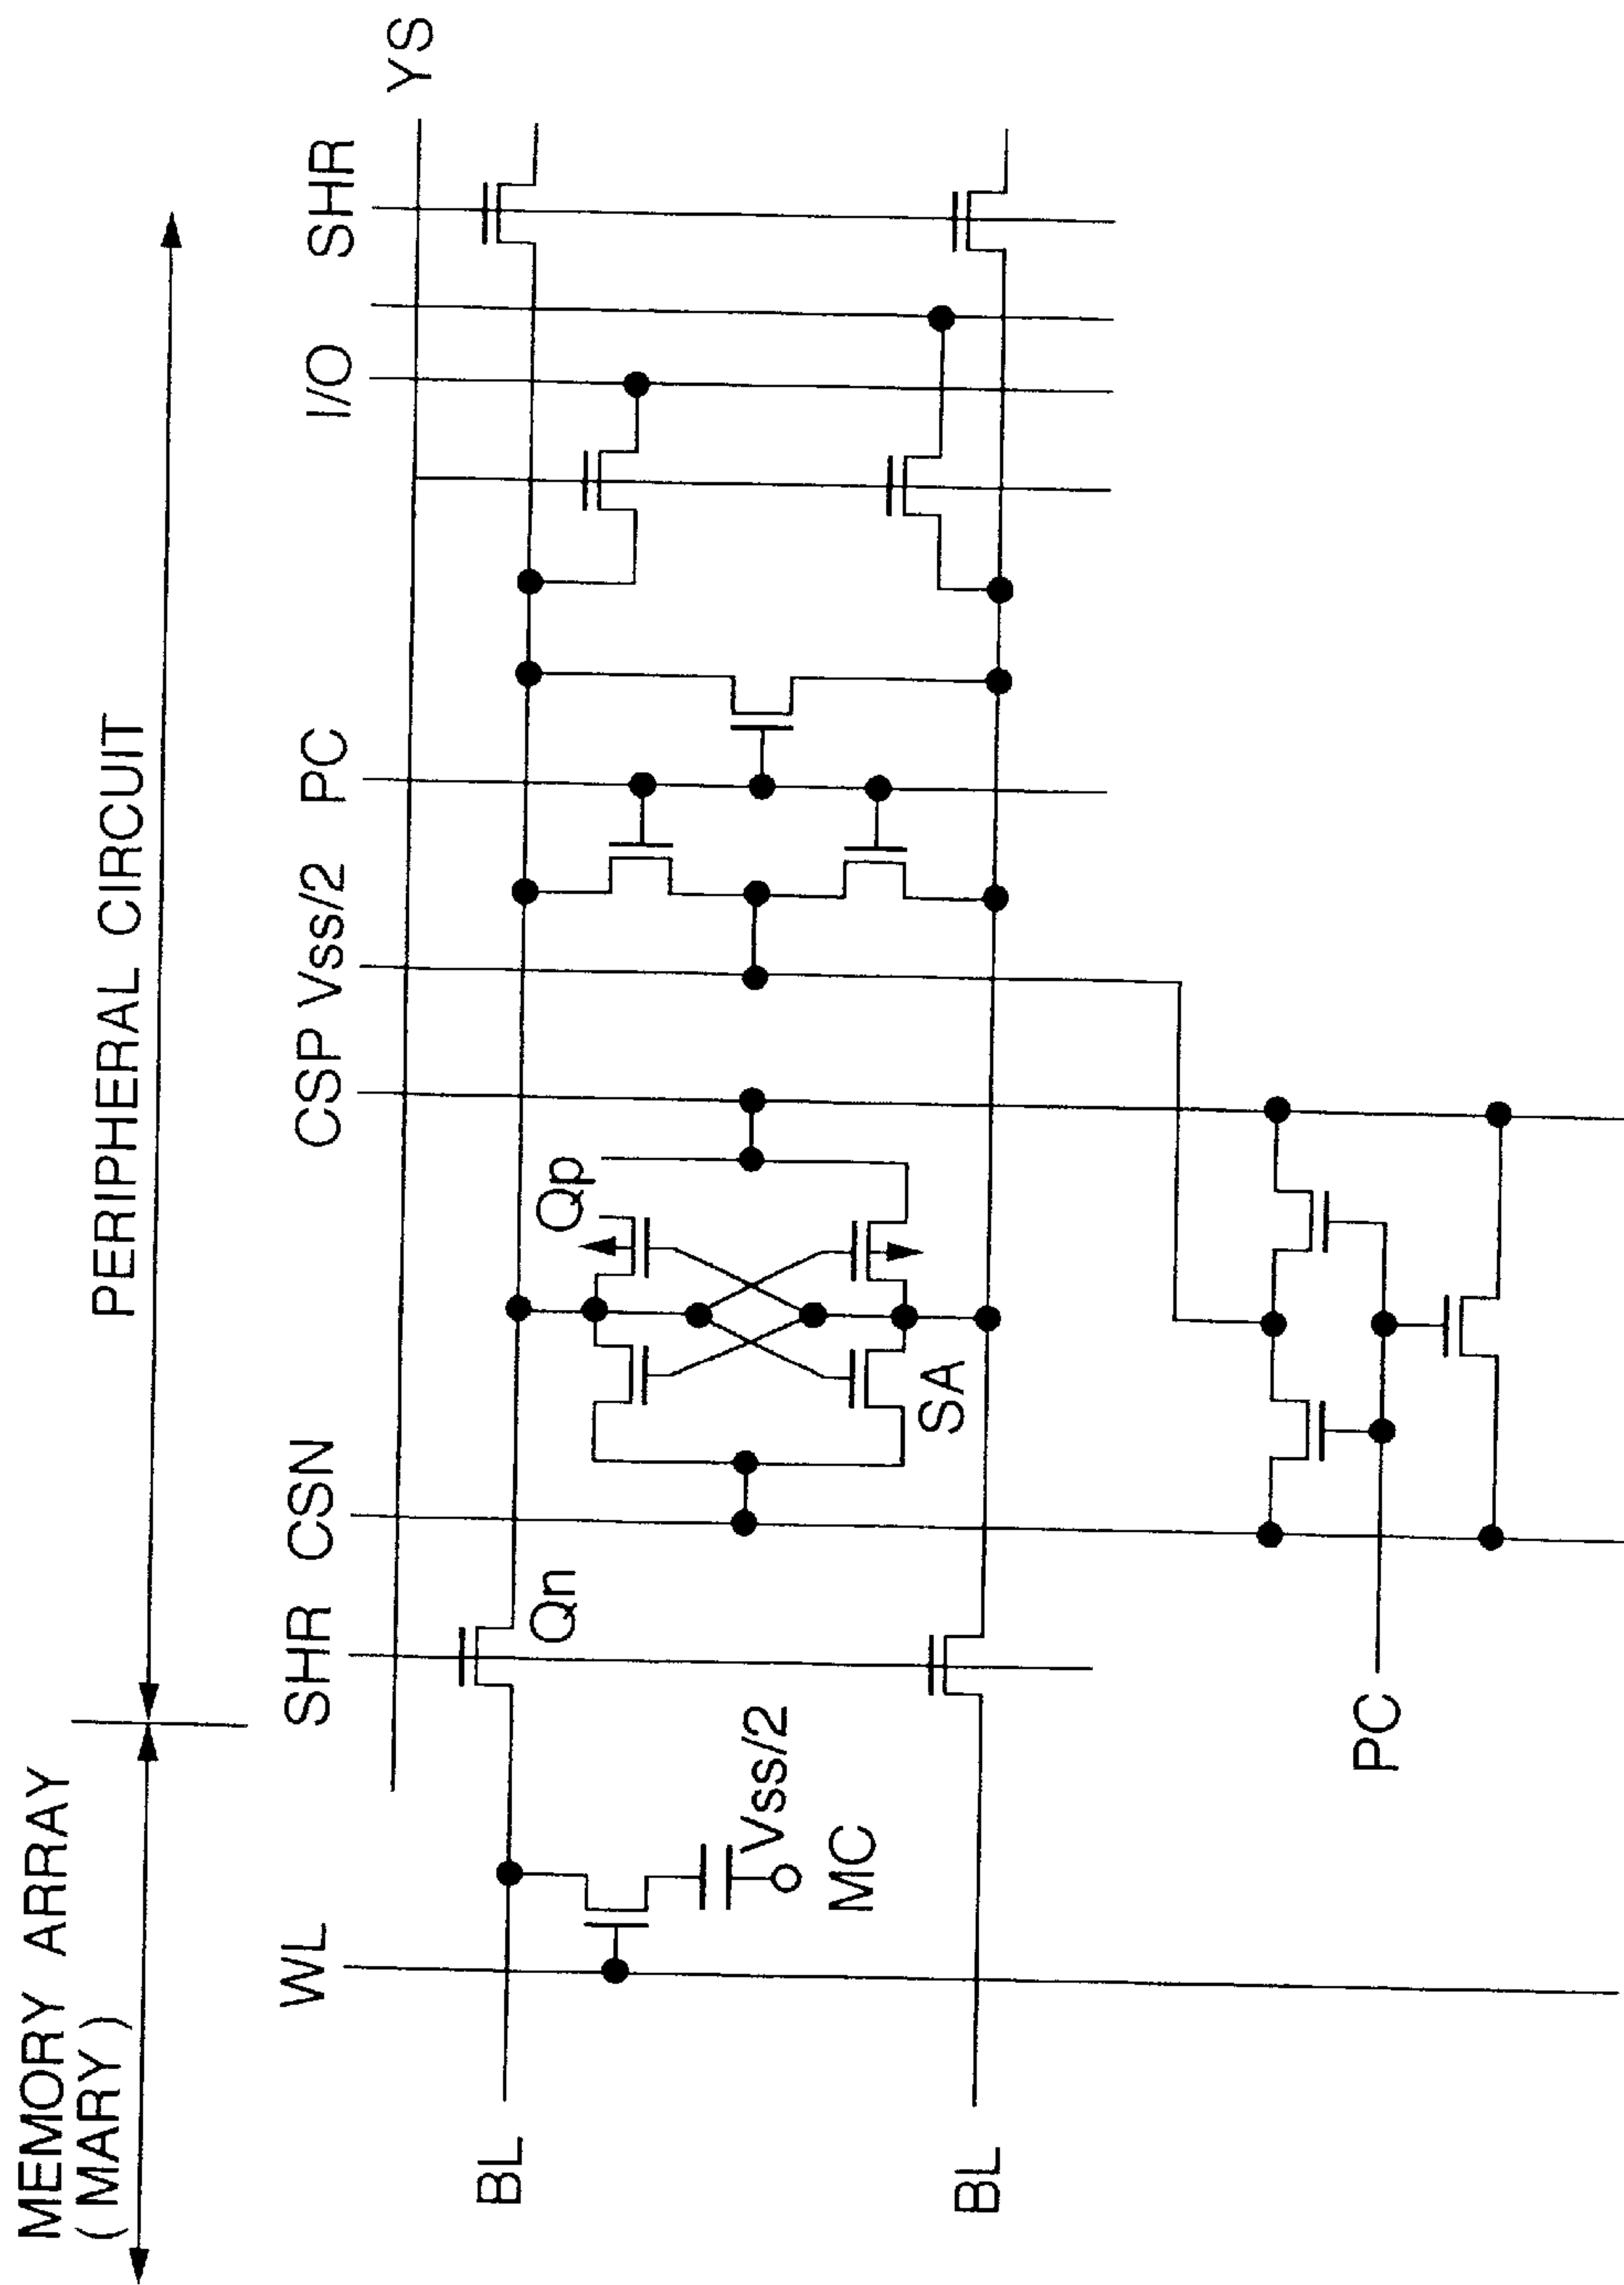 MEMORY ARRAY
( MARY )
PERIPHERAL CIRCUIT
WL
SHR
CSN
CSP
Vss/2
PC
I/O
SHR
YS
BL
Qn
Qp
Vss/2
MC
SA
BL
PC